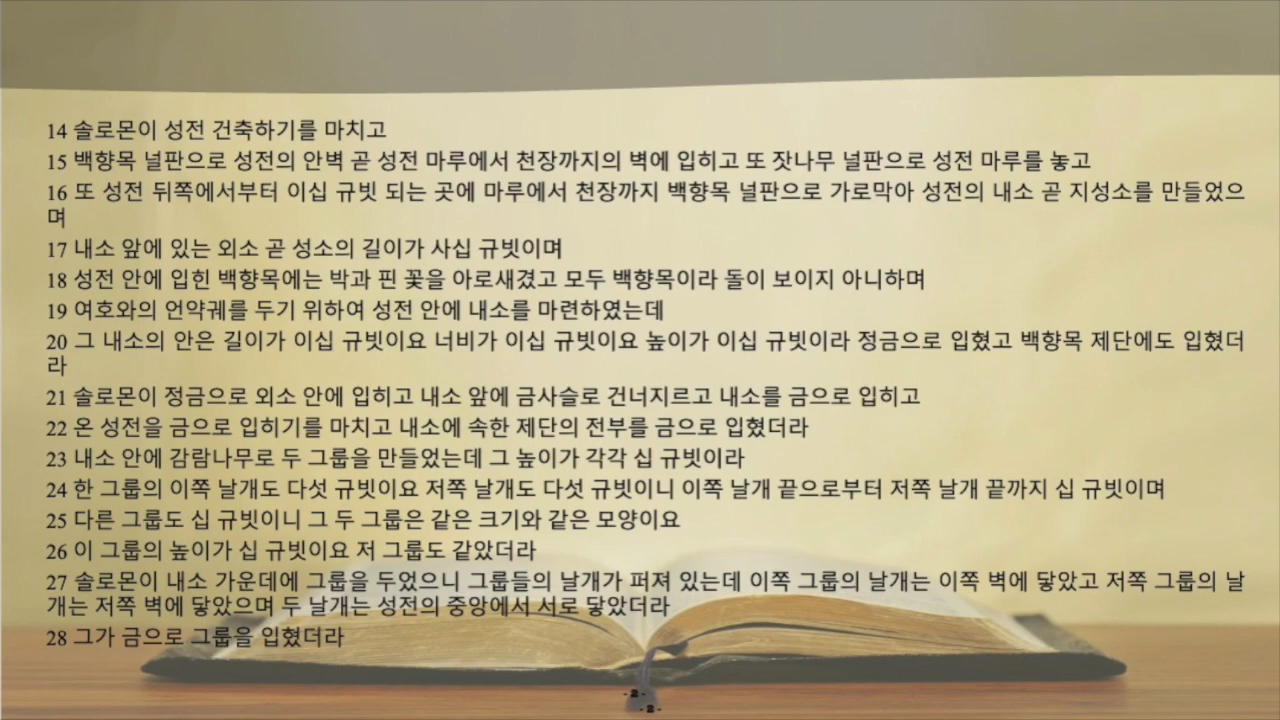 14 솔로몬이 성전 건축하기를 마치고
15 백향목 널판으로 성전의 안벽 곧 성전 마루에서 천장까지의 벽에 입히고 또 잣나무 널판으로 성전 마루를 놓고
16 또 성전 뒤쪽에서부터 이십 규빗 되는 곳에 마루에서 천장까지 백향목 널판으로 가로막아 성전의 내소 곧 지성소를 만들었으
며
17 내소 앞에 있는 외소 곧 성소의 길이가 사십 규빗이며
18 성전 안에 입힌 백향목에는 박과 핀 꽃을 아로새겼고 모두 백향목이라 돌이 보이지 아니하며
19 여호와의 언약궤를 두기 위하여 성전 안에 내소를 마련하였는데
20 그 내소의 안은 길이가 이십 규빗이요 너비가 이십 규빗이요 높이가 이십 규빗이라 정금으로 입혔고 백향목 제단에도 입혔더
라
21 솔로몬이 정금으로 외소 안에 입히고 내소 앞에 금사슬로 건너지르고 내소를 금으로 입히고
22 온 성전을 금으로 입히기를 마치고 내소에 속한 제단의 전부를 금으로 입혔더라
23 내소 안에 감람나무로 두 그룹을 만들었는데 그 높이가 각각 십 규빗이라
24 한 그룹의 이쪽 날개도 다섯 규빗이요 저쪽 날개도 다섯 규빗이니 이쪽 날개 끝으로부터 저쪽 날개 끝까지 십 규빗이며
25 다른 그룹도 십 규빗이니 그 두 그룹은 같은 크기와 같은 모양이요
26 이 그룹의 높이가 십 규빗이요 저 그룹도 같았더라
27 솔로몬이 내소 가운데에 그룹을 두었으니 그룹들의 날개가 퍼져 있는데 이쪽 그룹의 날개는 이쪽 벽에 닿았고 저쪽 그룹의 날
개는 저쪽 벽에 닿았으며 두 날개는 성전의 중앙에서 서로 닿았더라
28 그가 금으로 그룹을 입혔더라
- 2 -
- 2 -